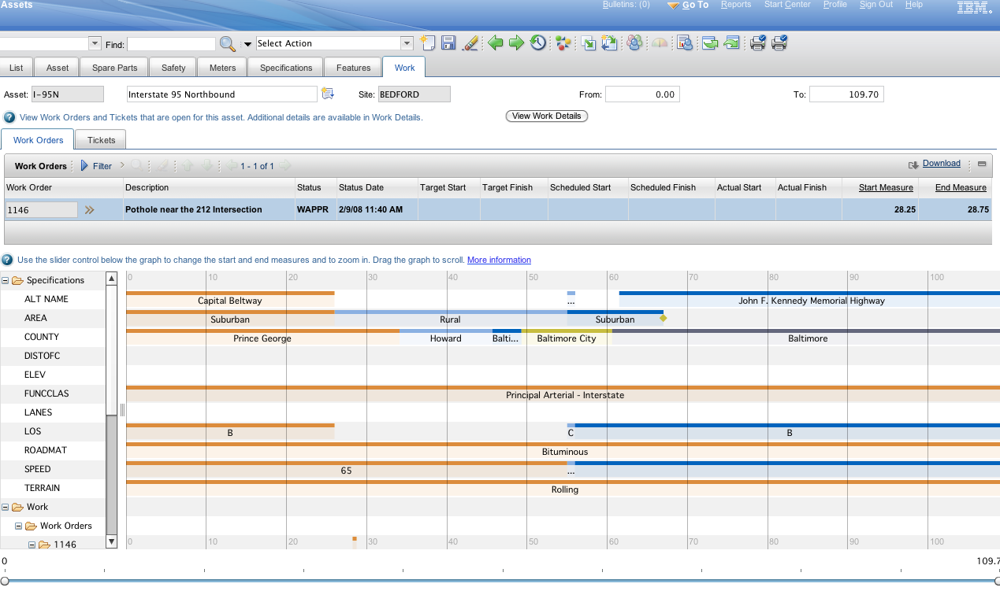 Assets Bulletins: (0) Go To Reports Start Center Profile Sign Out Help IBM.
Find: Select Action
List Asset Spare Parts Safety Meters Specifications Features Work
Asset: I-95N Interstate 95 Northbound Site: BEDFORD From: 0.00 To: 109.70
? View Work Orders and Tickets that are open for this asset. Additional details are available in Work Details. View Work Details
Work Orders Tickets
Work Orders Filter 1 - 1 of 1 Download
Work Order Description Status Status Date Target Start Target Finish Scheduled Start Scheduled Finish Actual Start Actual Finish Start Measure End Measure
1146 Pothole near the 212 Intersection WAPPR 2/9/08 11:40 AM 28.25 28.75
? Use the slider control below the graph to change the start and end measures and to zoom in. Drag the graph to scroll. More information
Specifications 0 10 20 30 40 50 60 70 80 90 100
ALT NAME Capital Beltway ... John F. Kennedy Memorial Highway
AREA Suburban Rural Suburban
COUNTY Prince George Howard Balti... Baltimore City Baltimore
DISTOFC
ELEV
FUNCCLAS Principal Arterial - Interstate
LANES
LOS B C B
ROADMAT Bituminous
SPEED 65 ...
TERRAIN Rolling
Work
Work Orders
1146 0 10 20 30 40 50 60 70 80 90 100
0 109.7